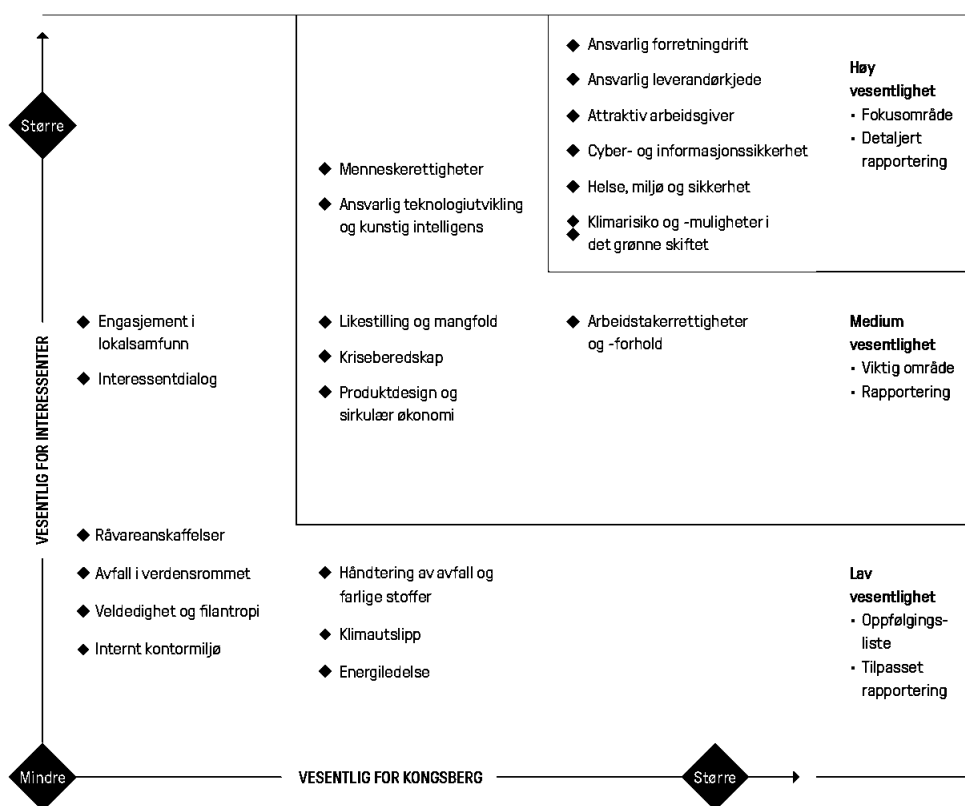 Større
Ansvarlig forretningdrift
Ansvarlig leverandørkjede
Attraktiv arbeidsgiver
Cyber- og informasjonssikkerhet
Helse, miljø og sikkerhet
Klimarisiko og -muligheter i
det grønne skiftet
Høy
vesentlighet
• Fokusområde
• Detaljert
rapportering
Menneskerettigheter
Ansvarlig teknologiutvikling
og kunstig intelligens
VESENTLIG FOR INTERESSENTER
Engasjement i
lokalsamfunn
Interessentdialog
Likestilling og mangfold
Kriseberedskap
Produktdesign og
sirkulær økonomi
Arbeidstakerrettigheter
og -forhold
Medium
vesentlighet
• Viktig område
• Rapportering
Råvareanskaffelser
Avfall i verdensrommet
Veldedighet og filantropi
Internt kontormiljø
Håndtering av avfall og
farlige stoffer
Klimautslipp
Energiledelse
Lav
vesentlighet
• Oppfølgings-
liste
• Tilpasset
rapportering
Mindre
VESENTLIG FOR KONGSBERG
Større